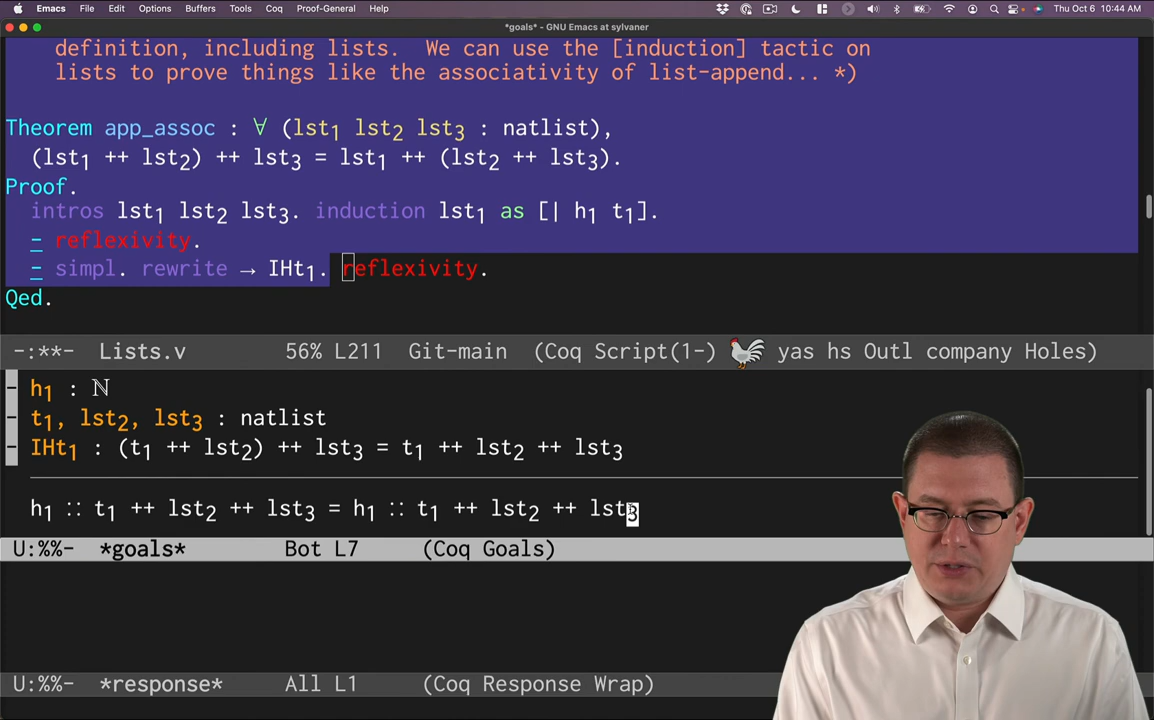 Emacs File Edit Options Buffers Tools Coq Proof-General Help Thu Oct 6 10:44 AM
*goals* - GNU Emacs at sylvaner
definition, including lists. We can use the [induction] tactic on
lists to prove things like the associativity of list-append... *)
Theorem app_assoc : ∀ (lst₁ lst₂ lst₃ : natlist),
(lst₁ ++ lst₂) ++ lst₃ = lst₁ ++ (lst₂ ++ lst₃).
Proof.
intros lst₁ lst₂ lst₃. induction lst₁ as [| h₁ t₁].
- reflexivity.
- simpl. rewrite → IHt₁. reflexivity.
Qed.
-:**- Lists.v 56% L211 Git-main (Coq Script(1-) 🐓 yas hs Outl company Holes)
h₁ : ℕ
t₁, lst₂, lst₃ : natlist
IHt₁ : (t₁ ++ lst₂) ++ lst₃ = t₁ ++ lst₂ ++ lst₃
h₁ :: t₁ ++ lst₂ ++ lst₃ = h₁ :: t₁ ++ lst₂ ++ lst₃
U:%%- *goals* Bot L7 (Coq Goals)
U:%%- *response* All L1 (Coq Response Wrap)